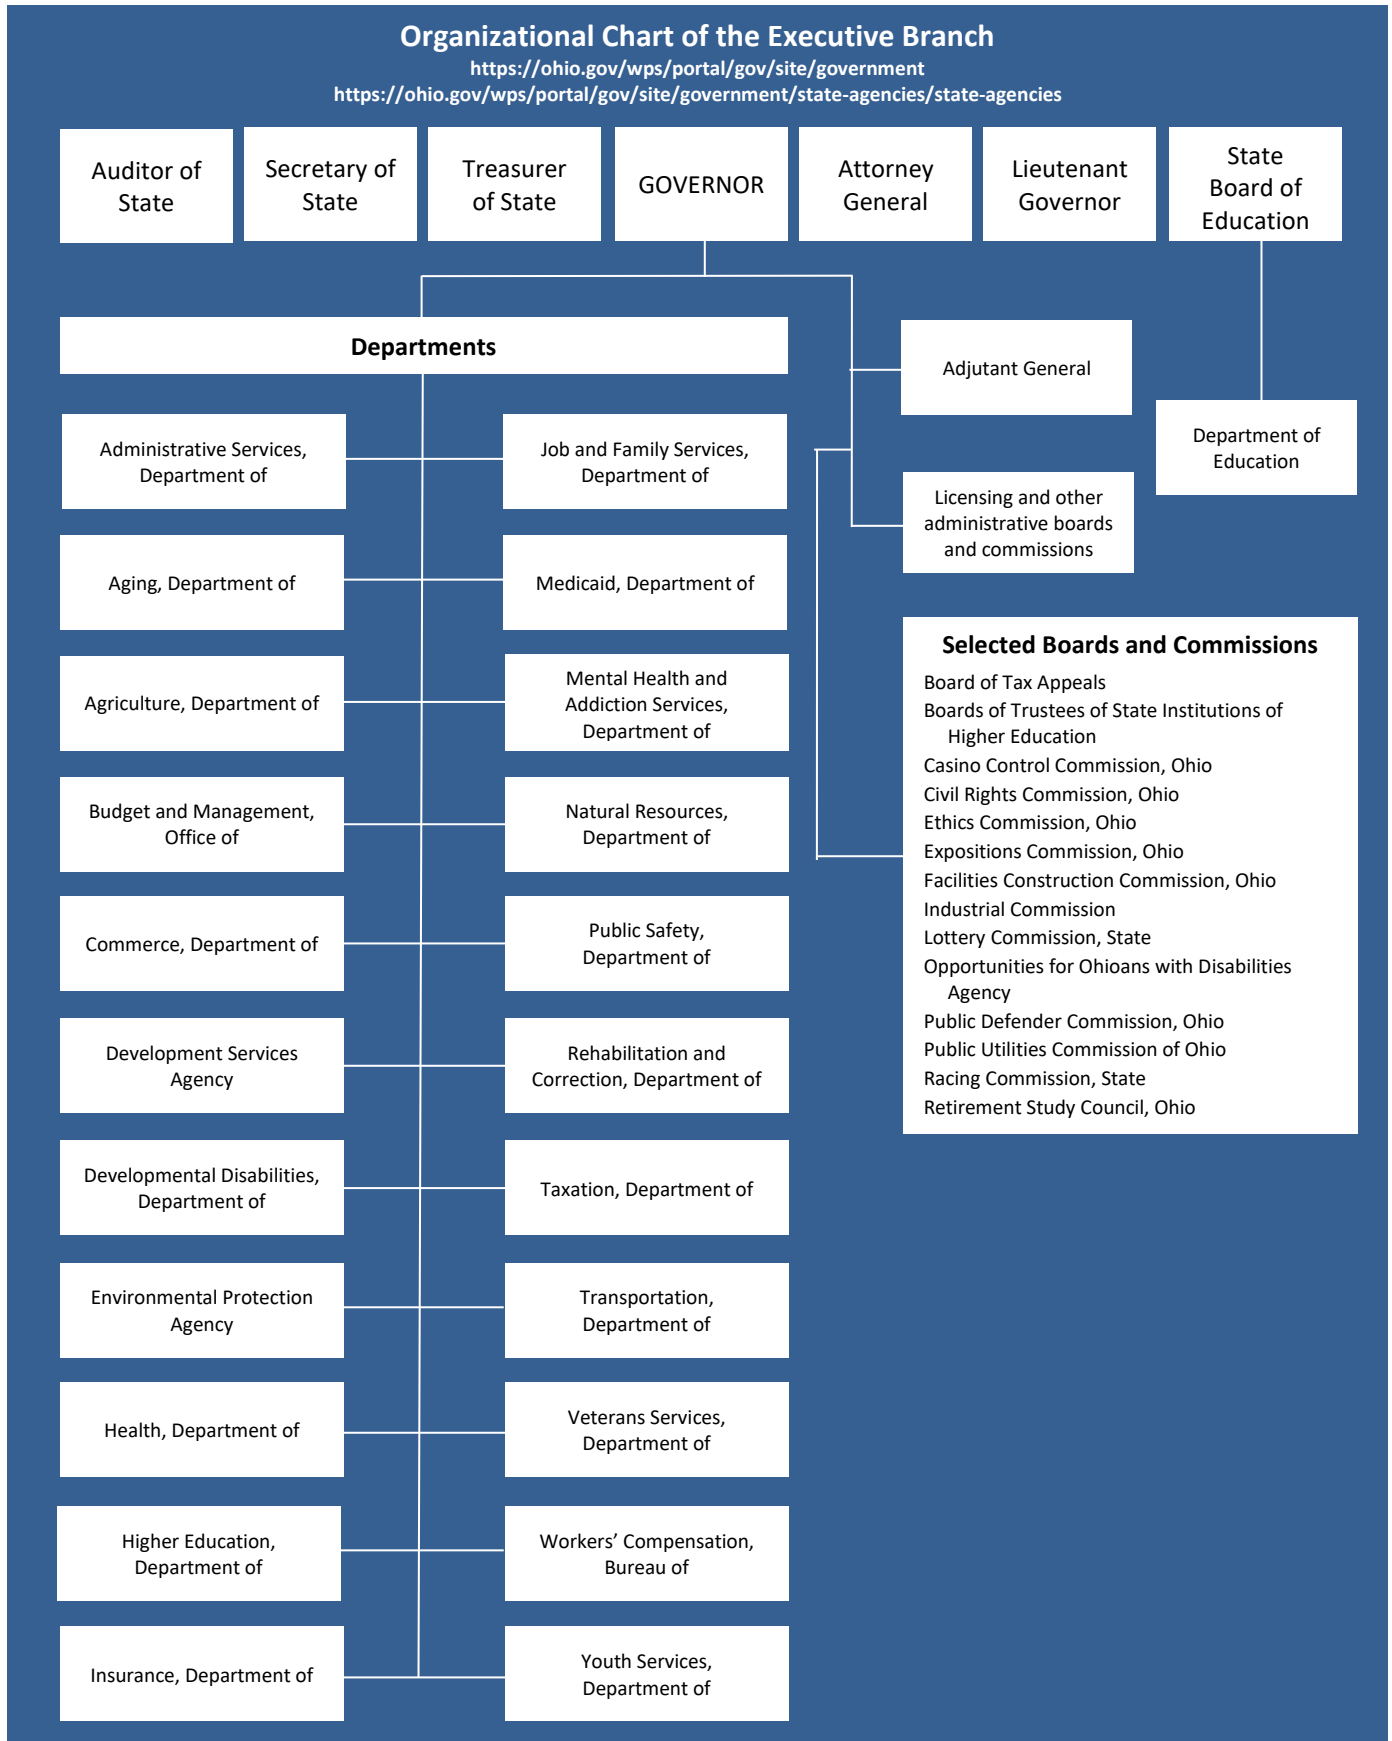 Organizational Chart of the Executive Branch
https://ohio.gov/wps/portal/gov/site/government
https://ohio.gov/wps/portal/gov/site/government/state-agencies/state-agencies
Auditor of
State
Secretary of
State
Treasurer
of State
GOVERNOR
Attorney
General
Lieutenant
Governor
State
Board of
Education
Departments
Administrative Services,
Department of
Job and Family Services,
Department of
Aging, Department of
Medicaid, Department of
Agriculture, Department of
Mental Health and
Addiction Services,
Department of
Budget and Management,
Office of
Natural Resources,
Department of
Commerce, Department of
Public Safety,
Department of
Development Services
Agency
Rehabilitation and
Correction, Department of
Developmental Disabilities,
Department of
Taxation, Department of
Environmental Protection
Agency
Transportation,
Department of
Health, Department of
Veterans Services,
Department of
Higher Education,
Department of
Workers’ Compensation,
Bureau of
Insurance, Department of
Youth Services,
Department of
Adjutant General
Licensing and other
administrative boards
and commissions
Department of
Education
Selected Boards and Commissions
Board of Tax Appeals
Boards of Trustees of State Institutions of
Higher Education
Casino Control Commission, Ohio
Civil Rights Commission, Ohio
Ethics Commission, Ohio
Expositions Commission, Ohio
Facilities Construction Commission, Ohio
Industrial Commission
Lottery Commission, State
Opportunities for Ohioans with Disabilities
Agency
Public Defender Commission, Ohio
Public Utilities Commission of Ohio
Racing Commission, State
Retirement Study Council, Ohio